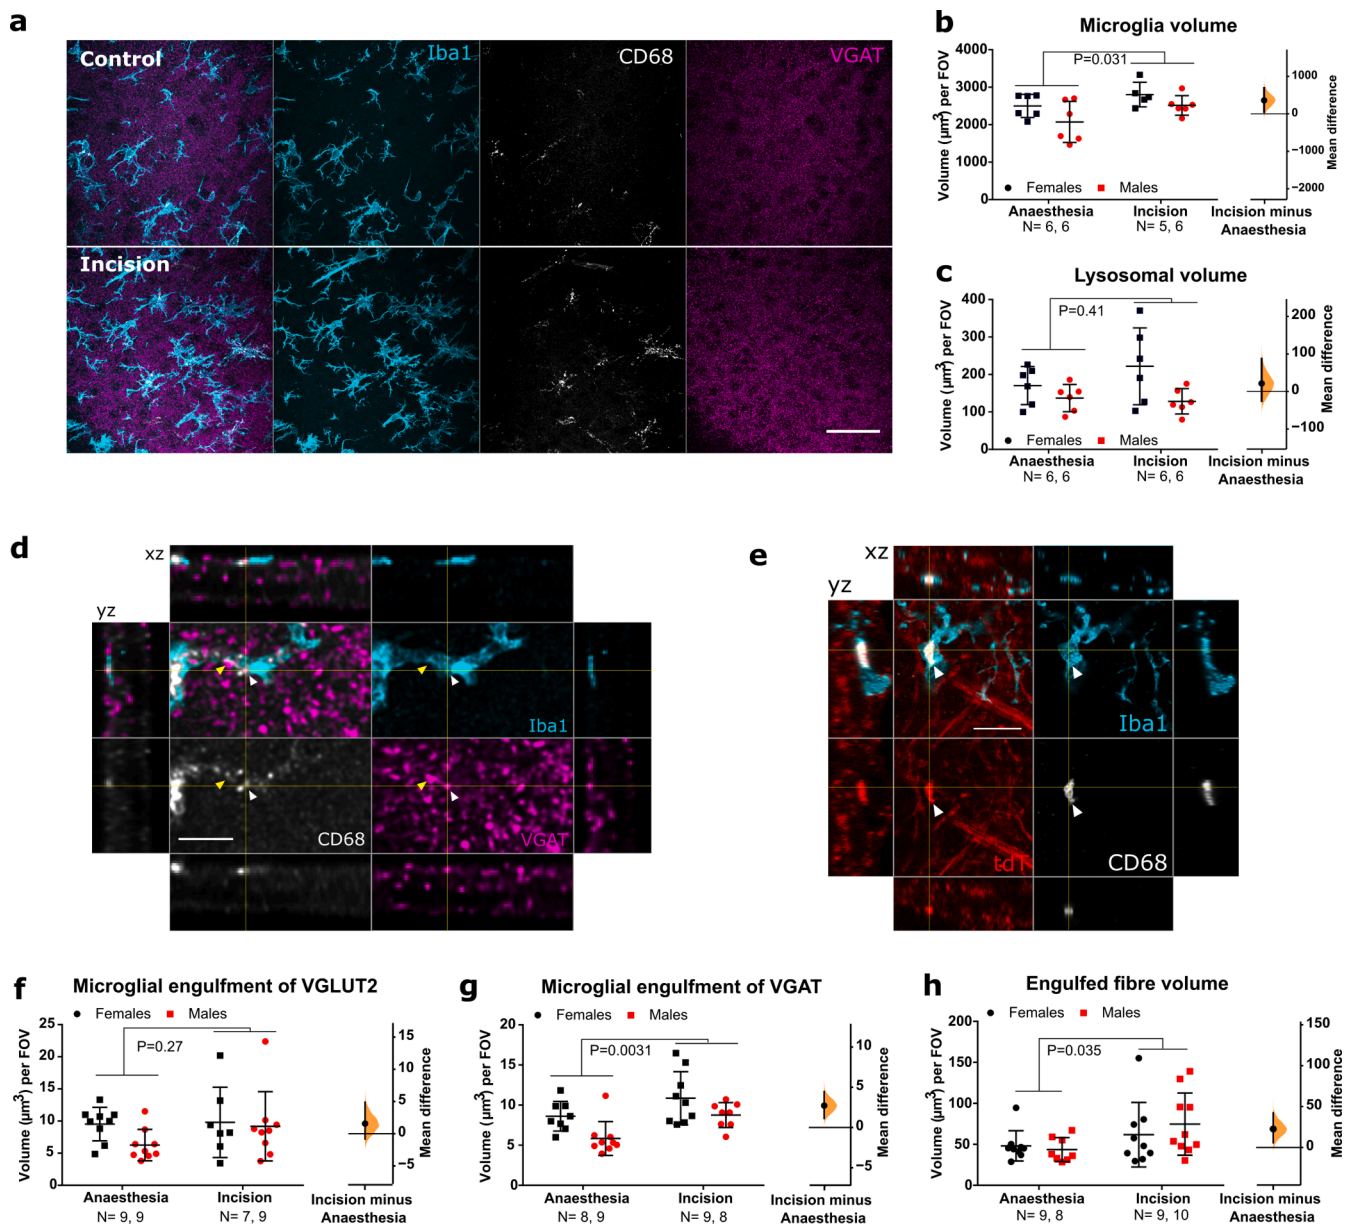 a
Control
Iba1
CD68
VGAT
Incision
b
Microglia volume
Volume (µm³) per FOV
4000
3000
2000
1000
0
P=0.031
Females
Males
Anaesthesia
N= 6, 6
Incision
N= 5, 6
1000
0
−1000
−2000
Mean difference
Incision minus
Anaesthesia
c
Lysosomal volume
Volume (µm³) per FOV
400
300
200
100
0
P=0.41
Females
Males
Anaesthesia
N= 6, 6
Incision
N= 6, 6
200
100
0
−100
Mean difference
Incision minus
Anaesthesia
d
xz
yz
Iba1
CD68
VGAT
e
xz
yz
Iba1
tdT
CD68
f
Microglial engulfment of VGLUT2
Females
Males
Volume (µm³) per FOV
25
20
15
10
5
0
P=0.27
Anaesthesia
N= 9, 9
Incision
N= 7, 9
15
10
5
0
−5
Mean difference
Incision minus
Anaesthesia
g
Microglial engulfment of VGAT
Females
Males
Volume (µm³) per FOV
20
15
10
5
0
P=0.0031
Anaesthesia
N= 8, 9
Incision
N= 9, 8
10
5
0
−5
Mean difference
Incision minus
Anaesthesia
h
Engulfed fibre volume
Females
Males
Volume (µm³) per FOV
200
150
100
50
0
P=0.035
Anaesthesia
N= 9, 8
Incision
N= 9, 10
150
100
50
0
Mean difference
Incision minus
Anaesthesia